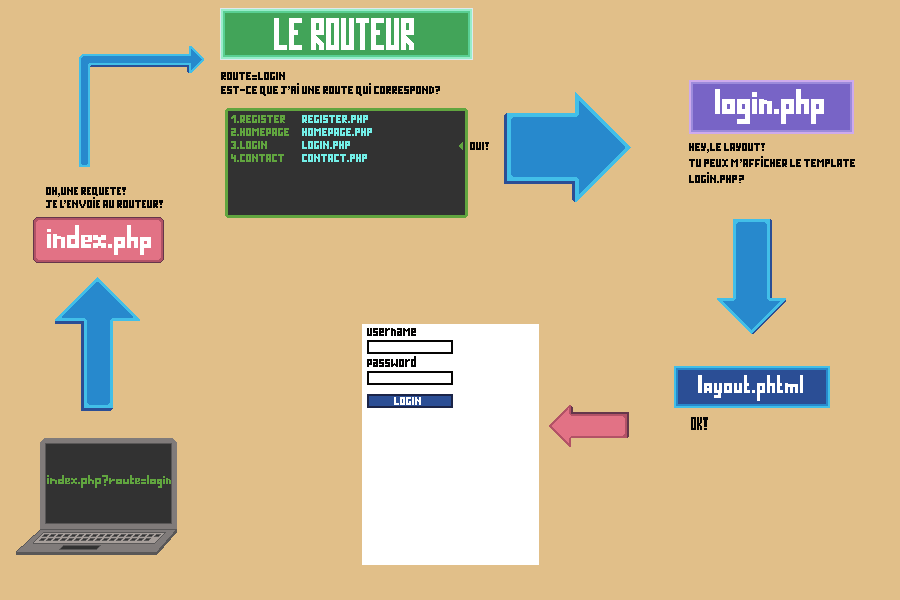 LE ROUTEUR
ROUTE=LOGIN
EST-CE QUE J'AI UNE ROUTE QUI CORRESPOND?
1.REGISTER REGISTER.PHP
2.HOMEPAGE HOMEPAGE.PHP
3.LOGIN LOGIN.PHP
4.CONTACT CONTACT.PHP
OUI!
login.php
HEY,LE LAYOUT!
TU PEUX M'AFFICHER LE TEMPLATE
LOGIN.PHP?
OH,UNE REQUETE!
JE L'ENVOIE AU ROUTEUR!
index.php
username
password
LOGIN
layout.phtml
OK!
index.php?route=login